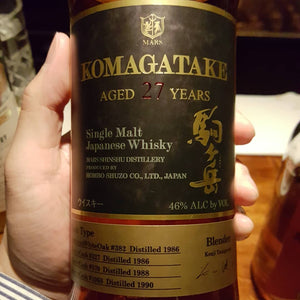 MARS
KOMAGATAKE
AGED 27 YEARS
Single Malt
Japanese Whisky
MARS SHINSHU DISTILLERY
PRODUCED BY
HOMBO SHUZO CO., LTD., JAPAN
駒ヶ岳
ウイスキー
46% ALC by VOL.
Type
Oak #382 Distilled 1986
Distilled 1986
Distilled 1988
Distilled 1990
Blender